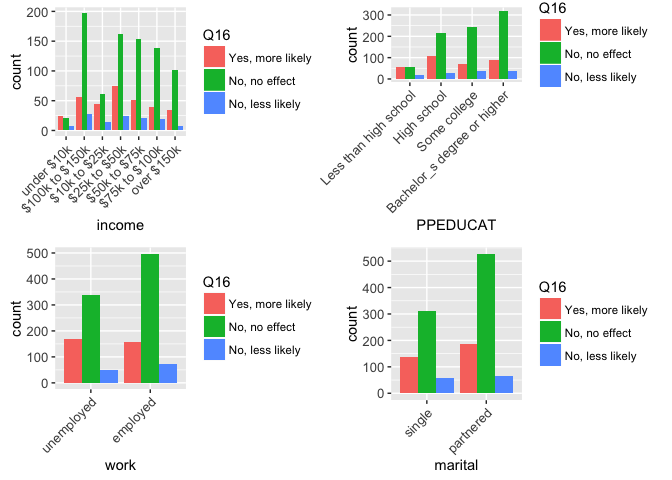 count
200
150
100
50
0
under $10k
$100k to $150k
$10k to $25k
$25k to $50k
$50k to $75k
$75k to $100k
over $150k
income
Q16
Yes, more likely
No, no effect
No, less likely
count
300
200
100
0
Less than high school
High school
Some college
Bachelor_s degree or higher
PPEDUCAT
Q16
Yes, more likely
No, no effect
No, less likely
count
500
400
300
200
100
0
unemployed
employed
work
Q16
Yes, more likely
No, no effect
No, less likely
count
500
400
300
200
100
0
single
partnered
marital
Q16
Yes, more likely
No, no effect
No, less likely